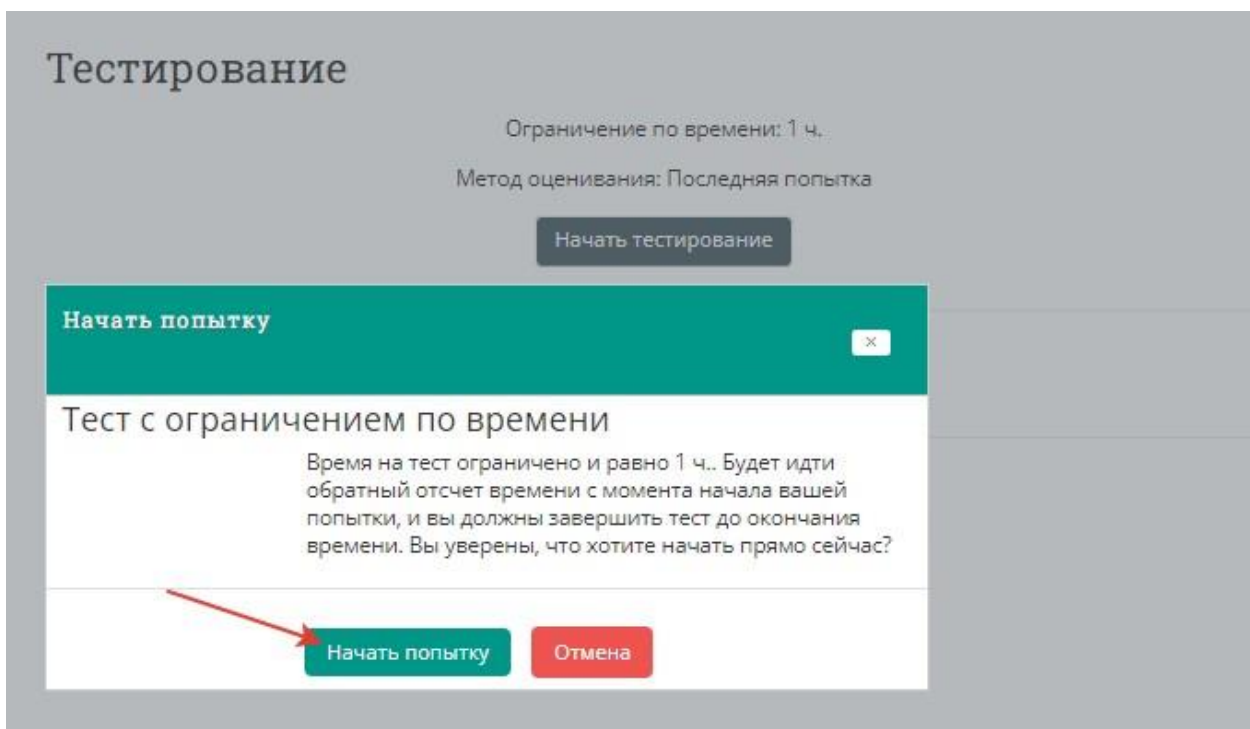 Тестирование
Ограничение по времени: 1 ч.
Метод оценивания: Последняя попытка
Начать тестирование
Начать попытку
×
Тест с ограничением по времени
Время на тест ограничено и равно 1 ч.. Будет идти
обратный отсчет времени с момента начала вашей
попытки, и вы должны завершить тест до окончания
времени. Вы уверены, что хотите начать прямо сейчас?
Начать попытку
Отмена